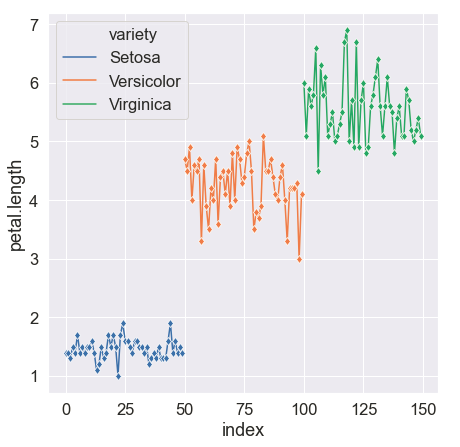 variety
Setosa
Versicolor
Virginica
7
6
5
4
3
2
1
petal.length
0 25 50 75 100 125 150
index